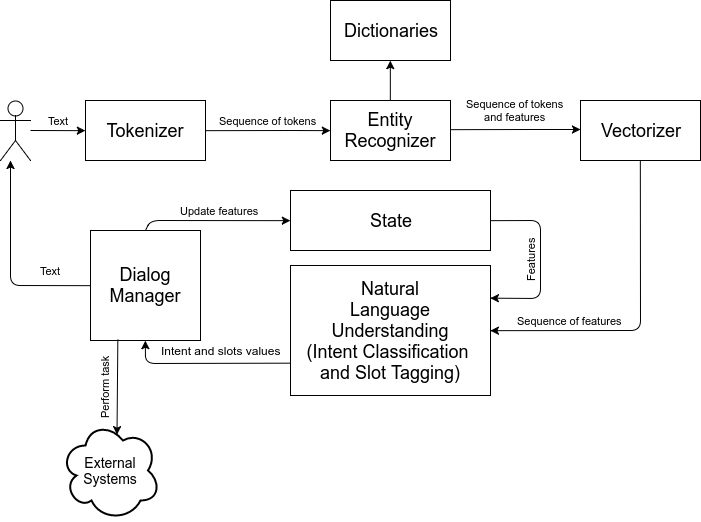 Dictionaries
Text
Tokenizer
Sequence of tokens
Entity
Recognizer
Sequence of tokens
and features
Vectorizer
Update features
State
Features
Dialog
Manager
Text
Natural
Language
Understanding
(Intent Classification
and Slot Tagging)
Sequence of features
Intent and slots values
Perform task
External
Systems